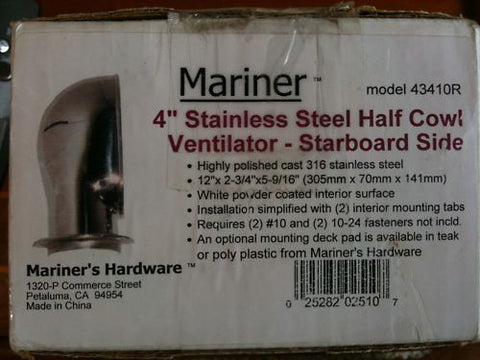 Mariner ™
model 43410R
4" Stainless Steel Half Cowl
Ventilator - Starboard Side
• Highly polished cast 316 stainless steel
• 12"x 2-3/4"x5-9/16" (305mm x 70mm x 141mm)
• White powder coated interior surface
• Installation simplified with (2) interior mounting tabs
• Requires (2) #10 and (2) 10-24 fasteners not incld.
• An optional mounting deck pad is available in teak
or poly plastic from Mariner's Hardware
Mariner's Hardware ™
1320-P Commerce Street
Petaluma, CA 94954
Made in China
0 25282 02510 7